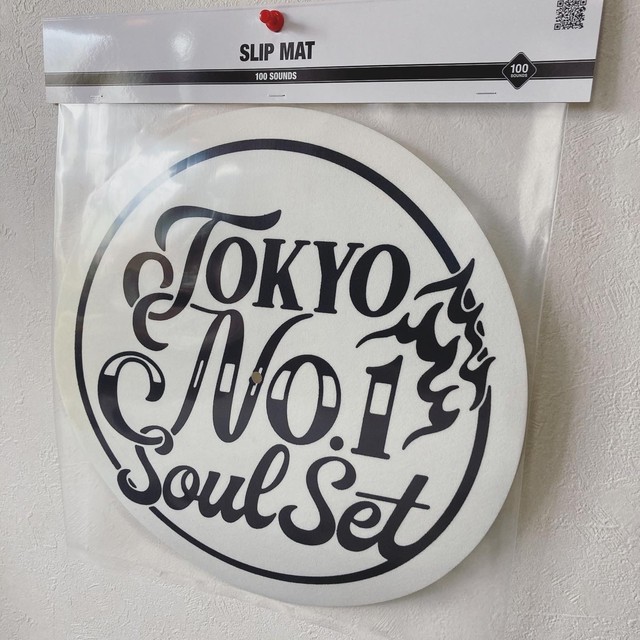 SLIP MAT
100 SOUNDS
100
SOUNDS
TOKYO
No.1
Soul Set